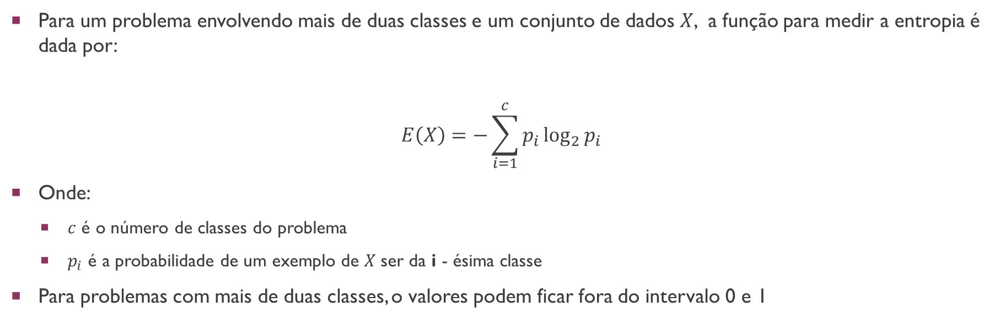 Para um problema envolvendo mais de duas classes e um conjunto de dados X, a função para medir a entropia é
dada por:
E(X) = − ∑_{i=1}^{c} p_i log_2 p_i
Onde:
c é o número de classes do problema
p_i é a probabilidade de um exemplo de X ser da i - ésima classe
Para problemas com mais de duas classes, o valores podem ficar fora do intervalo 0 e 1